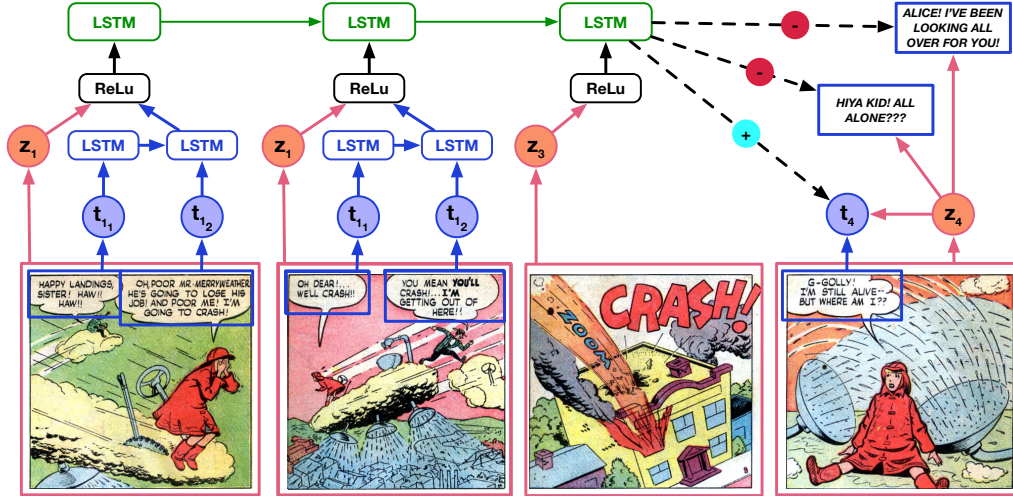 LSTM
LSTM
LSTM
-
ALICE! I'VE BEEN
LOOKING ALL
OVER FOR YOU!
-
ReLu
ReLu
ReLu
HIYA KID! ALL
ALONE???
+
z1
LSTM
LSTM
z1
LSTM
LSTM
z3
t11
t12
t11
t12
t4
z4
HAPPY LANDINGS,
SISTER! HAW!!
HAW!!
OH, POOR MR. MERRYWEATHER.
HE'S GOING TO LOSE HIS
JOB! AND POOR ME! I'M
GOING TO CRASH!
OH DEAR!...
WE'LL CRASH!!
YOU MEAN YOU'LL
CRASH!...I'M
GETTING OUT OF
HERE!!
CRASH!
ZOOM
G-GOLLY!
I'M STILL ALIVE--
BUT WHERE AM I??